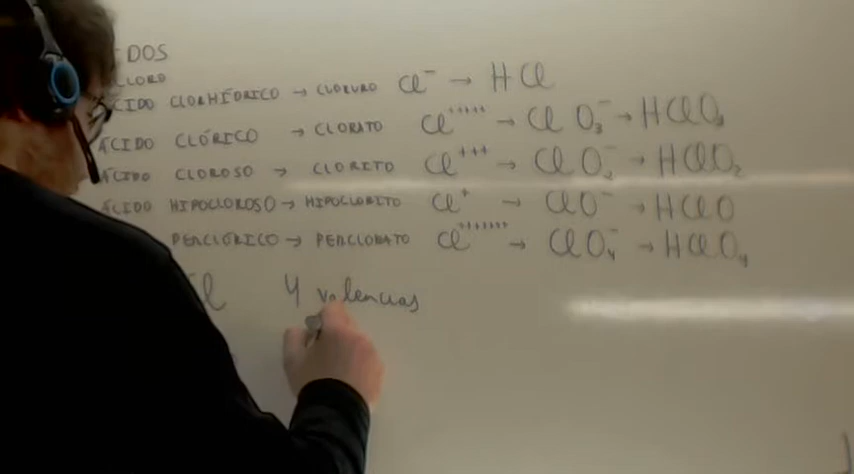 DOS
CLORO
ÁCIDO CLORHÍDRICO → CLORURO Cl⁻ → HCl
ÁCIDO CLÓRICO → CLORATO Cl⁺⁺⁺⁺⁺ → ClO₃⁻ → HClO₃
ÁCIDO CLOROSO → CLORITO Cl⁺⁺⁺ → ClO₂⁻ → HClO₂
ÁCIDO HIPOCLOROSO → HIPOCLORITO Cl⁺ → ClO⁻ → HClO
PERCLÓRICO → PERCLORATO Cl⁺⁺⁺⁺⁺⁺⁺ → ClO₄⁻ → HClO₄
Cl 4 valencias